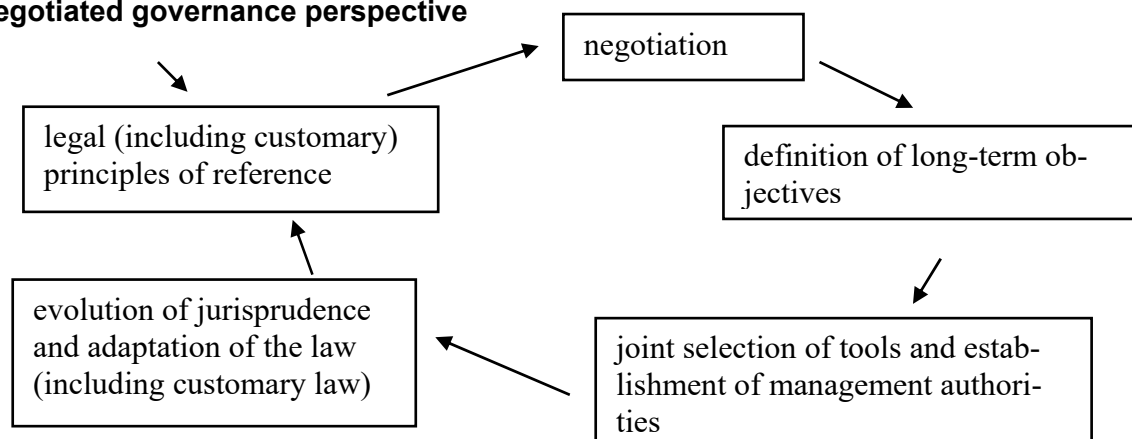 egotiated governance perspective
negotiation
legal (including customary)
principles of reference
definition of long-term ob-
jectives
evolution of jurisprudence
and adaptation of the law
(including customary law)
joint selection of tools and estab-
lishment of management authori-
ties